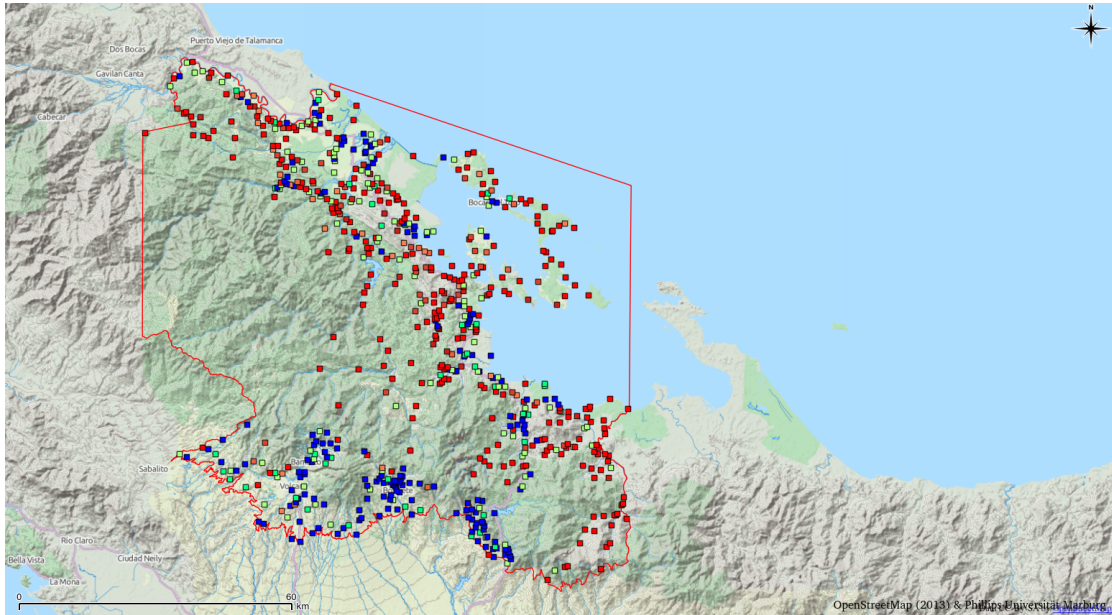 N
Puerto Viejo de Talamanca
Dos Bocas
Gavilan Canta
Cabecar
Sabalito
Volca
Rio Claro
Ciudad Neily
Bella Vista
La Mona
0
60
km
OpenStreetMap (2013) & Phillips Universität Marburg